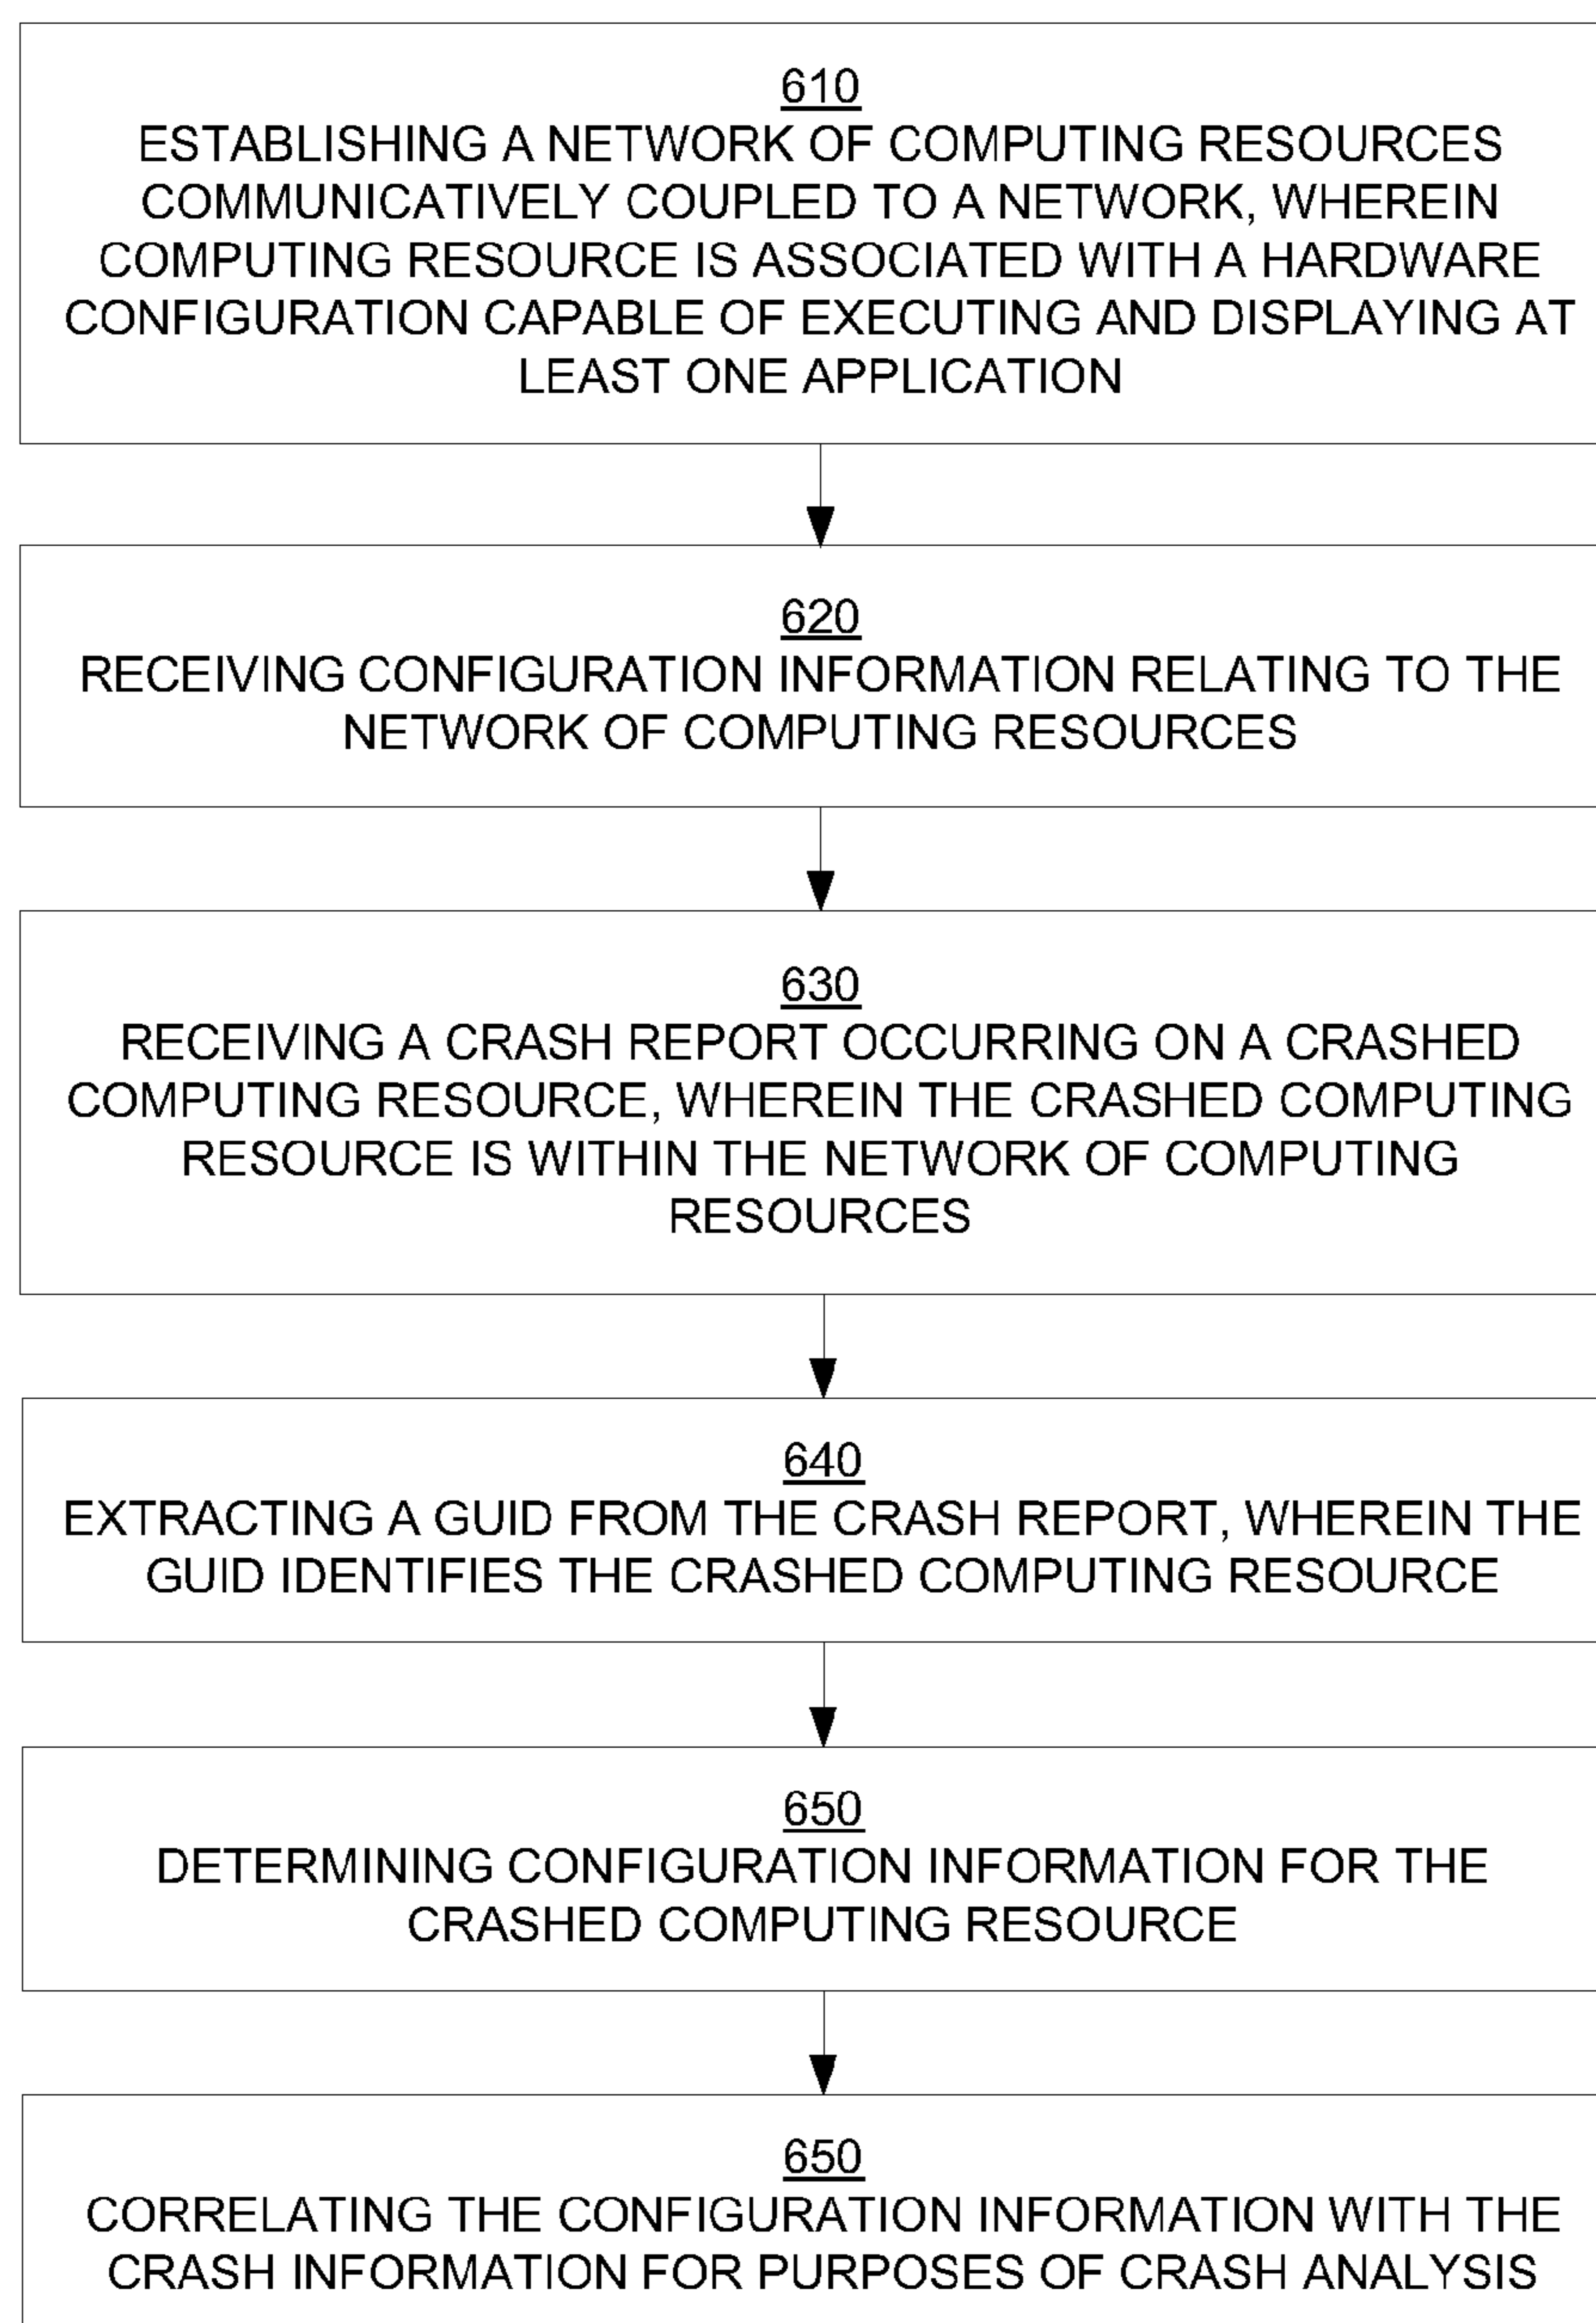 610
ESTABLISHING A NETWORK OF COMPUTING RESOURCES
COMMUNICATIVELY COUPLED TO A NETWORK, WHEREIN
COMPUTING RESOURCE IS ASSOCIATED WITH A HARDWARE
CONFIGURATION CAPABLE OF EXECUTING AND DISPLAYING AT
LEAST ONE APPLICATION
620
RECEIVING CONFIGURATION INFORMATION RELATING TO THE
NETWORK OF COMPUTING RESOURCES
630
RECEIVING A CRASH REPORT OCCURRING ON A CRASHED
COMPUTING RESOURCE, WHEREIN THE CRASHED COMPUTING
RESOURCE IS WITHIN THE NETWORK OF COMPUTING
RESOURCES
640
EXTRACTING A GUID FROM THE CRASH REPORT, WHEREIN THE
GUID IDENTIFIES THE CRASHED COMPUTING RESOURCE
650
DETERMINING CONFIGURATION INFORMATION FOR THE
CRASHED COMPUTING RESOURCE
650
CORRELATING THE CONFIGURATION INFORMATION WITH THE
CRASH INFORMATION FOR PURPOSES OF CRASH ANALYSIS